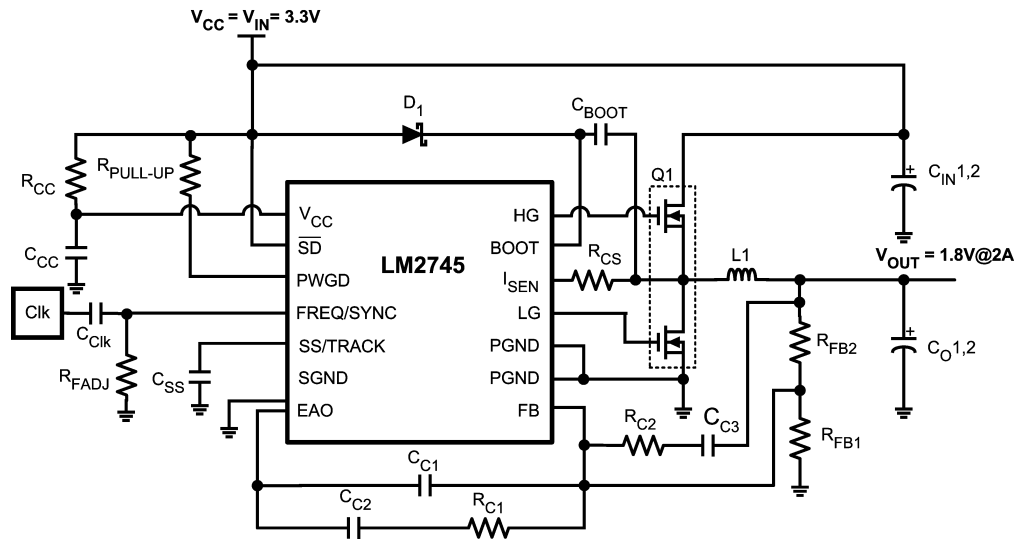 V_CC = V_IN = 3.3V
D_1
C_BOOT
R_CC
R_PULL-UP
Q1
C_IN1,2
V_CC
HG
C_CC
SD
BOOT
R_CS
V_OUT = 1.8V@2A
LM2745
L1
PWGD
I_SEN
Clk
FREQ/SYNC
LG
C_Clk
SS/TRACK
PGND
R_FB2
C_O1,2
R_FADJ
C_SS
SGND
PGND
EAO
FB
R_C2
C_C3
R_FB1
C_C1
C_C2
R_C1